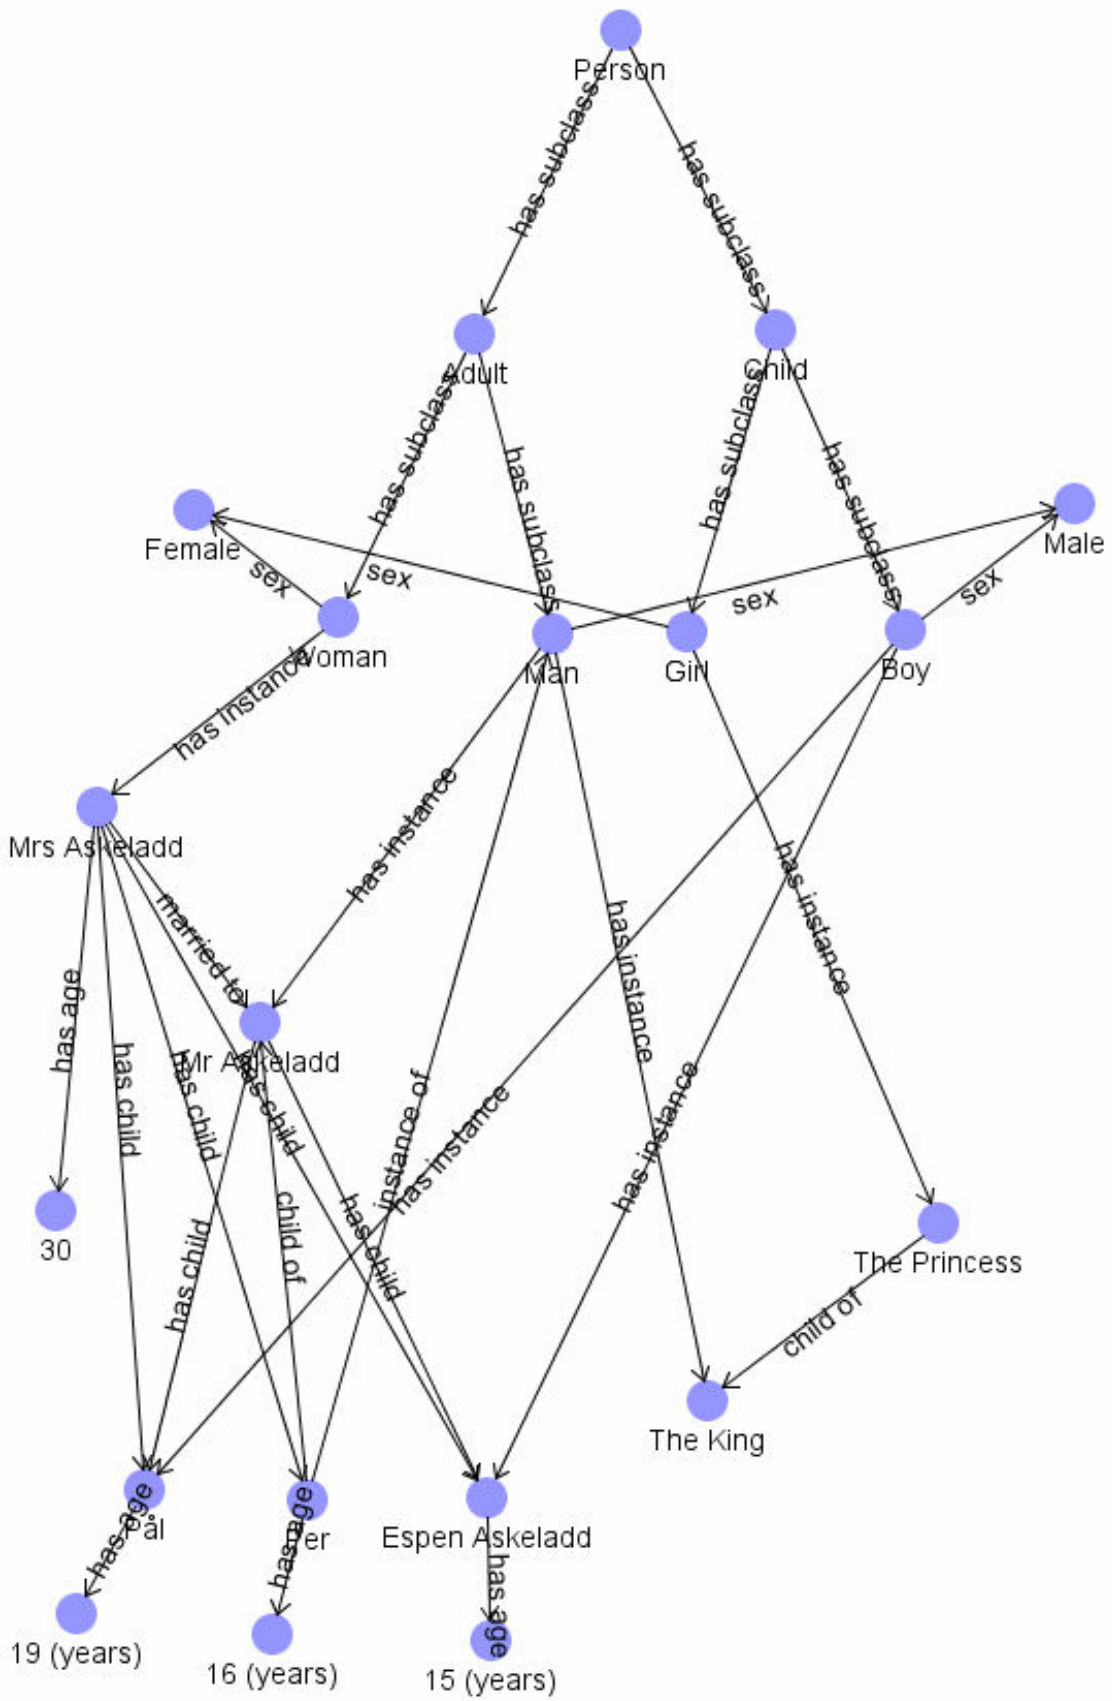 Person
has subclass
has subclass
Adult
Child
has subclass
has subclass
has subclass
has subclass
Female
Male
sex
sex
sex
sex
Woman
Man
Girl
Boy
has instance
has instance
Mrs Askeladd
has instance
has instance
married to
has age
Mr Askeladd
has child
has child
has child
instance of
has instance
has instance
30
has child
child of
has child
The Princess
child of
The King
Pål
Per
Espen Askeladd
has age
has age
has age
19 (years)
16 (years)
15 (years)